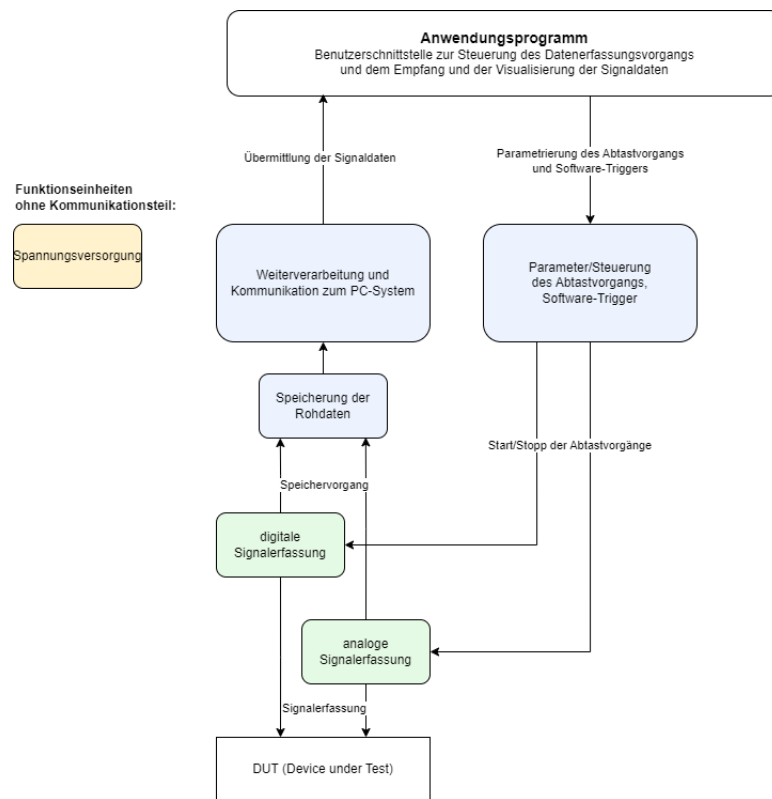 Anwendungsprogramm
Benutzerschnittstelle zur Steuerung des Datenerfassungsvorgangs
und dem Empfang und der Visualisierung der Signaldaten
Übermittlung der Signaldaten
Parametrierung des Abtastvorgangs
und Software-Triggers
Funktionseinheiten
ohne Kommunikationsteil:
Spannungsversorgung
Weiterverarbeitung und
Kommunikation zum PC-System
Parameter/Steuerung
des Abtastvorgangs,
Software-Trigger
Speicherung der
Rohdaten
Start/Stopp der Abtastvorgänge
Speichervorgang
digitale
Signalerfassung
analoge
Signalerfassung
Signalerfassung
DUT (Device under Test)